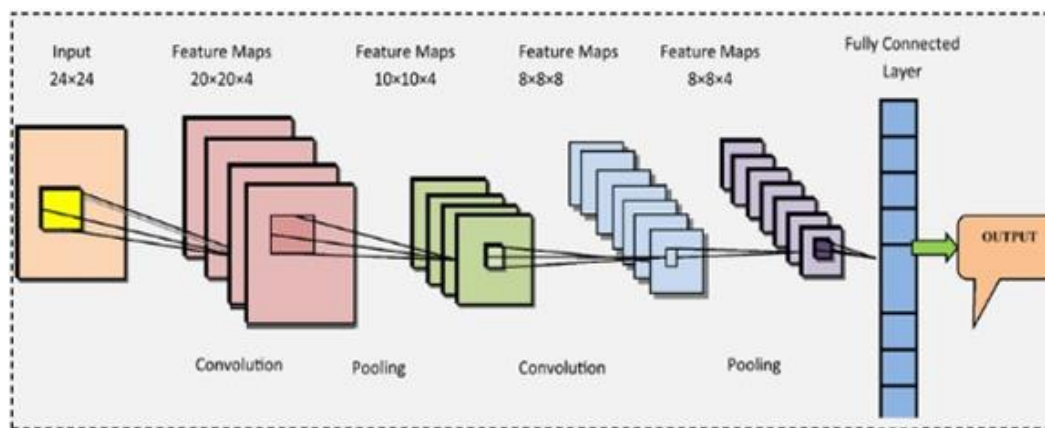 Input
24×24
Feature Maps
20×20×4
Feature Maps
10×10×4
Feature Maps
8×8×8
Feature Maps
8×8×4
Fully Connected
Layer
OUTPUT
Convolution
Pooling
Convolution
Pooling